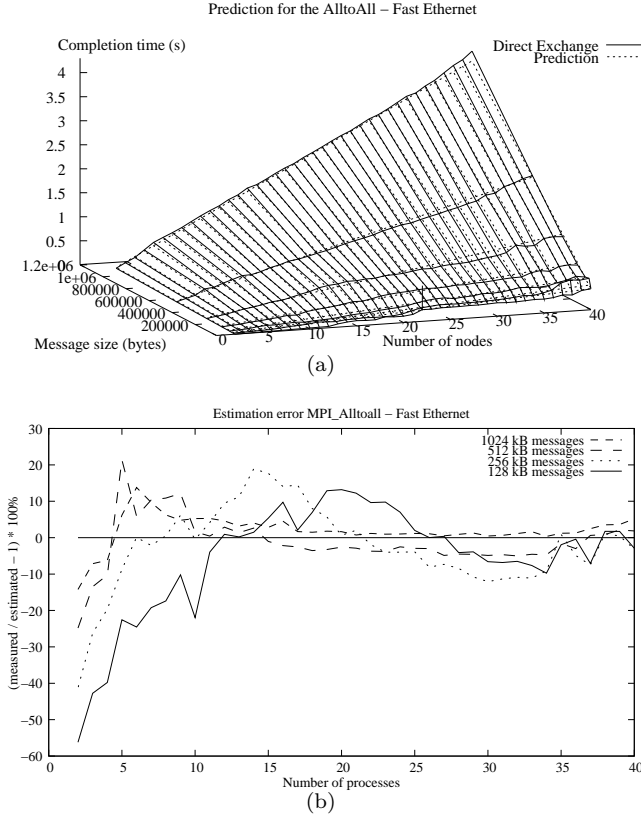 Prediction for the AlltoAll – Fast Ethernet
Completion time (s)
Direct Exchange
Prediction
4
3.5
3
2.5
2
1.5
1
0.5
0
1.2e+06
1e+06
800000
600000
400000
200000
0
Message size (bytes)
0 5 10 15 20 25 30 35 40
Number of nodes
(a)
Estimation error MPI_Alltoall – Fast Ethernet
1024 kB messages
512 kB messages
256 kB messages
128 kB messages
(measured / estimated – 1) * 100%
30
20
10
0
–10
–20
–30
–40
–50
–60
0 5 10 15 20 25 30 35 40
Number of processes
(b)